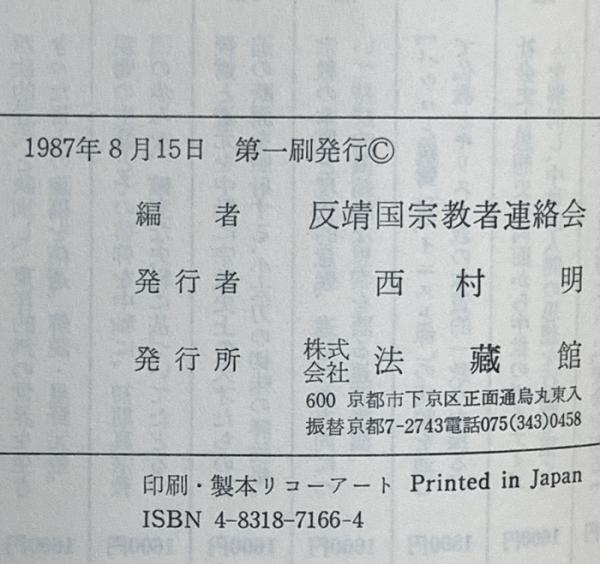 1987年8月15日 第一刷発行©
編者 反靖国宗教者連絡会
発行者 西村明
発行所 株式会社 法藏館
600 京都市下京区正面通烏丸東入
振替京都7-2743電話075(343)0458
印刷・製本リコーアート Printed in Japan
ISBN 4-8318-7166-4